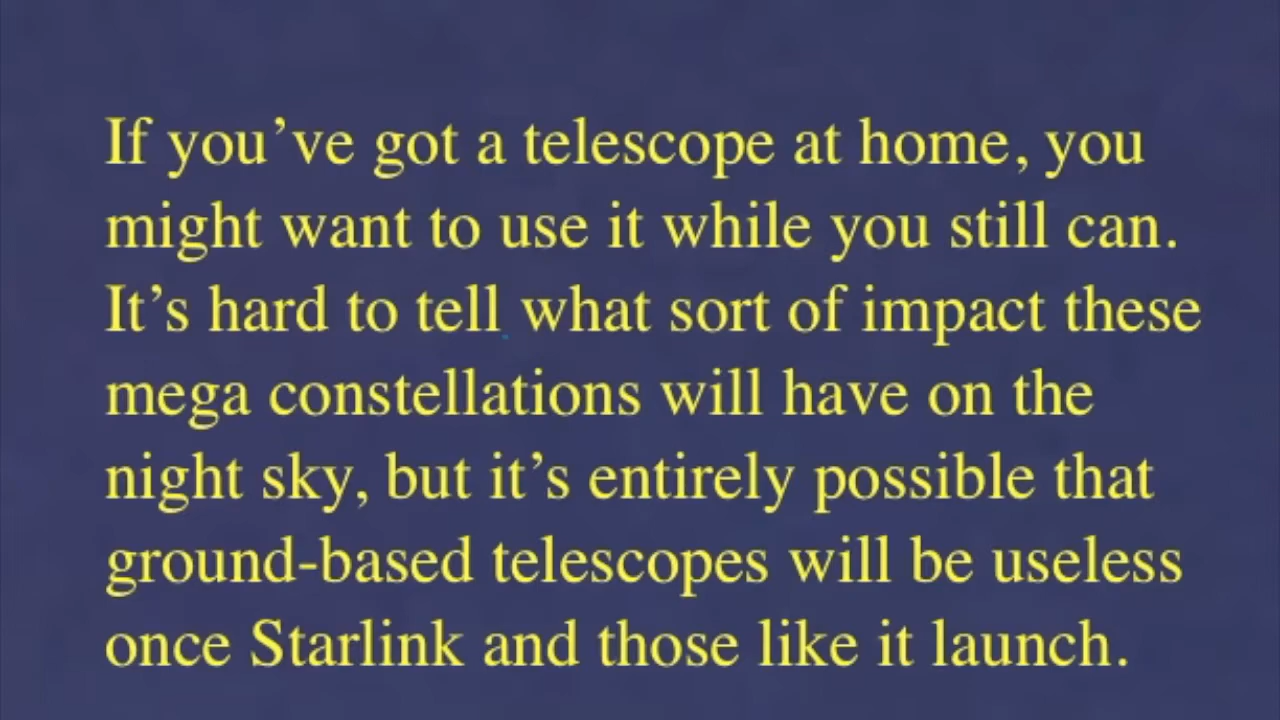 If you’ve got a telescope at home, you
might want to use it while you still can.
It’s hard to tell what sort of impact these
mega constellations will have on the
night sky, but it’s entirely possible that
ground-based telescopes will be useless
once Starlink and those like it launch.